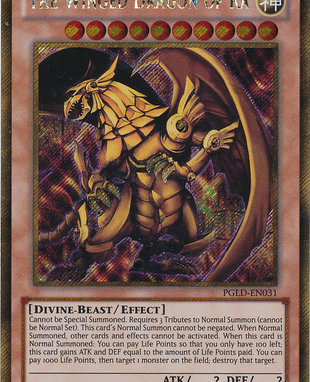 THE WINGED DRAGON OF RA
神
PGLD-EN031
[DIVINE-BEAST/EFFECT]
Cannot be Special Summoned. Requires 3 Tributes to Normal Summon (cannot
be Normal Set). This card's Normal Summon cannot be negated. When Normal
Summoned, other cards and effects cannot be activated. When this card is
Normal Summoned: You can pay Life Points so that you only have 100 left;
this card gains ATK and DEF equal to the amount of Life Points paid. You can
pay 1000 Life Points, then target 1 monster on the field; destroy that target.
ATK/ ? DEF/ ?